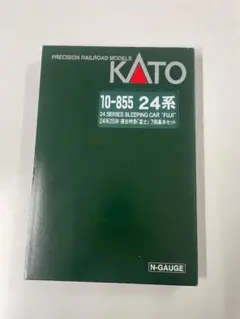 PRECISION RAILROAD MODELS
KATO
10-855 24系
24 SERIES SLEEPING CAR "FUJI"
24系25形 寝台特急「富士」 7両基本セット
N-GAUGE